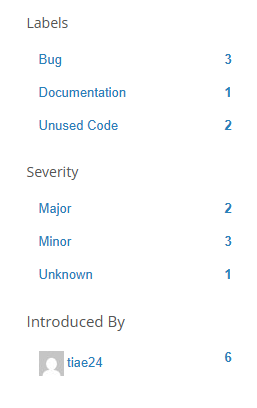 Labels
Bug 3
Documentation 1
Unused Code 2
Severity
Major 2
Minor 3
Unknown 1
Introduced By
tiae24 6